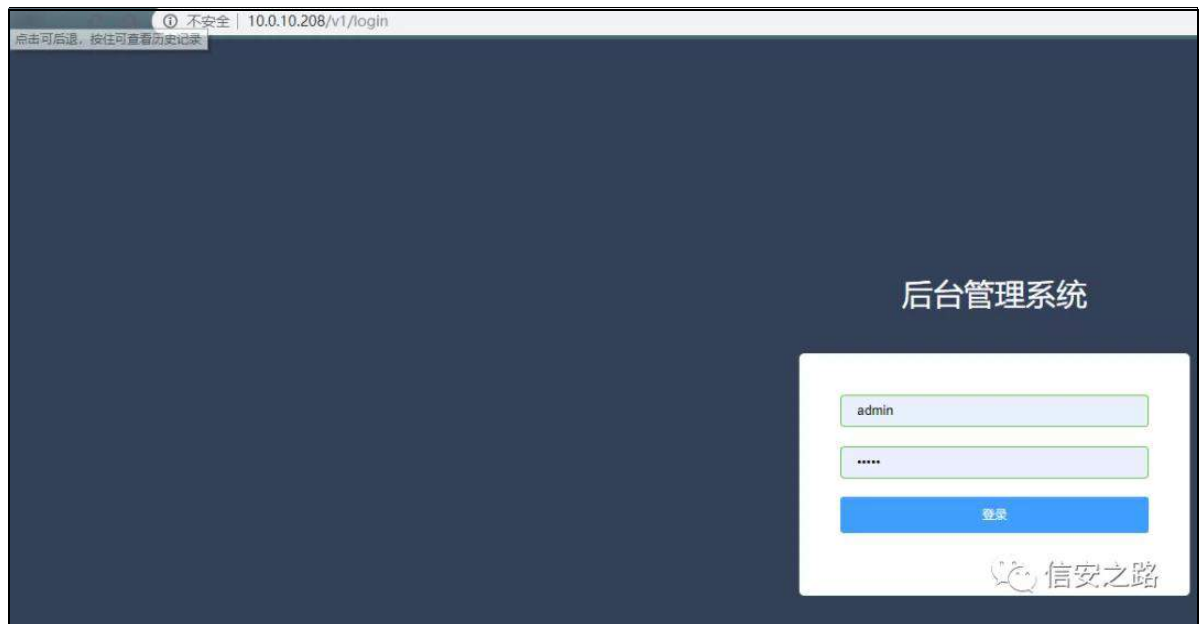 不安全 | 10.0.10.208/v1/login
点击可后退，按住可查看历史记录
后台管理系统
admin
•••••
登录
信安之路